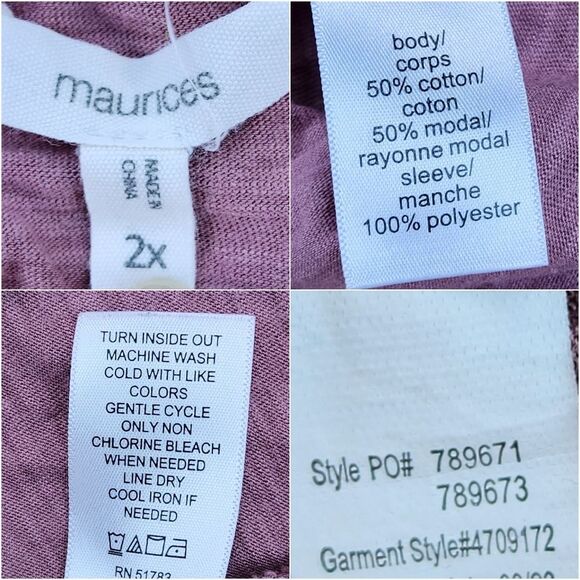 maurices
MADE IN
CHINA
2x
body/
corps
50% cotton/
coton
50% modal/
rayonne modal
sleeve/
manche
100% polyester
TURN INSIDE OUT
MACHINE WASH
COLD WITH LIKE
COLORS
GENTLE CYCLE
ONLY NON
CHLORINE BLEACH
WHEN NEEDED
LINE DRY
COOL IRON IF
NEEDED
RN 51783
Style PO# 789671
789673
Garment Style#4709172